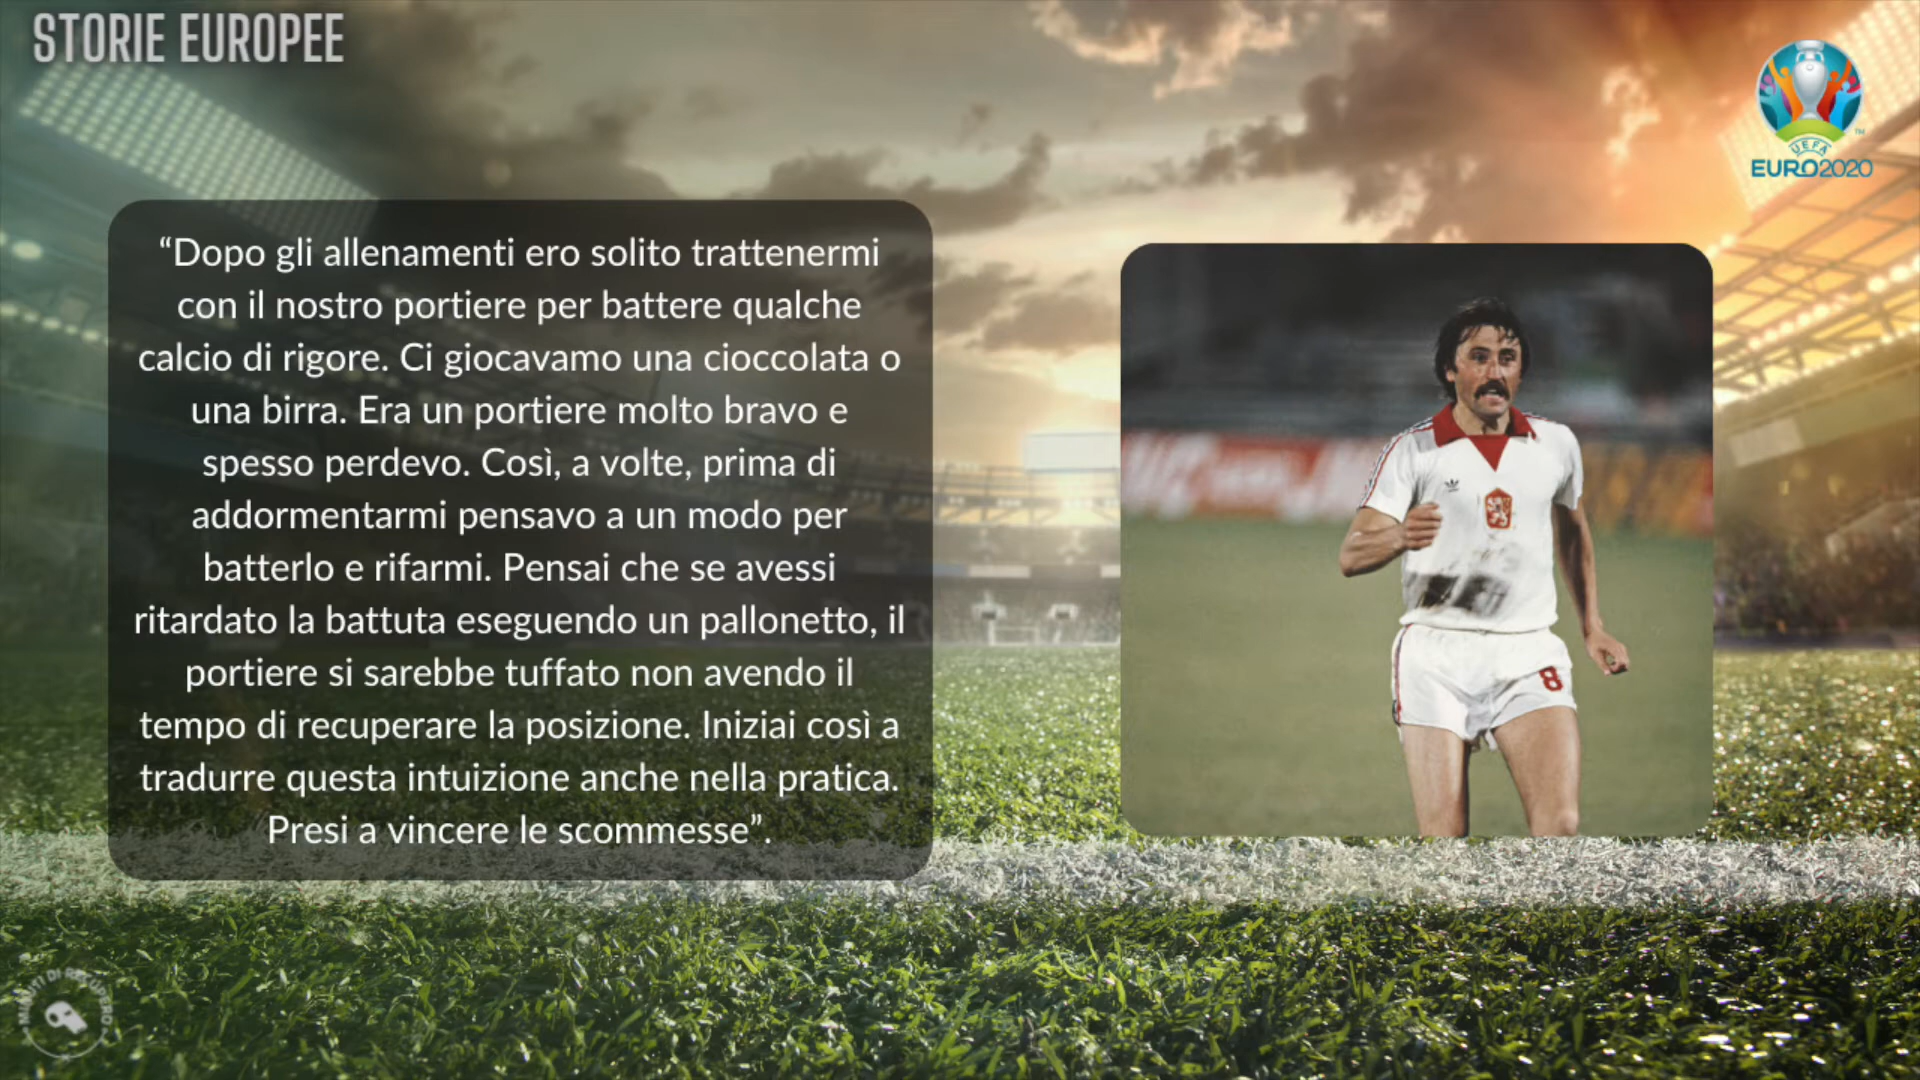 STORIE EUROPEE
UEFA
EURO2020
“Dopo gli allenamenti ero solito trattenermi
con il nostro portiere per battere qualche
calcio di rigore. Ci giocavamo una cioccolata o
una birra. Era un portiere molto bravo e
spesso perdevo. Così, a volte, prima di
addormentarmi pensavo a un modo per
batterlo e rifarmi. Pensai che se avessi
ritardato la battuta eseguendo un pallonetto, il
portiere si sarebbe tuffato non avendo il
tempo di recuperare la posizione. Iniziai così a
tradurre questa intuizione anche nella pratica.
Presi a vincere le scommesse”.
8
MINUTI DI RECUPERO